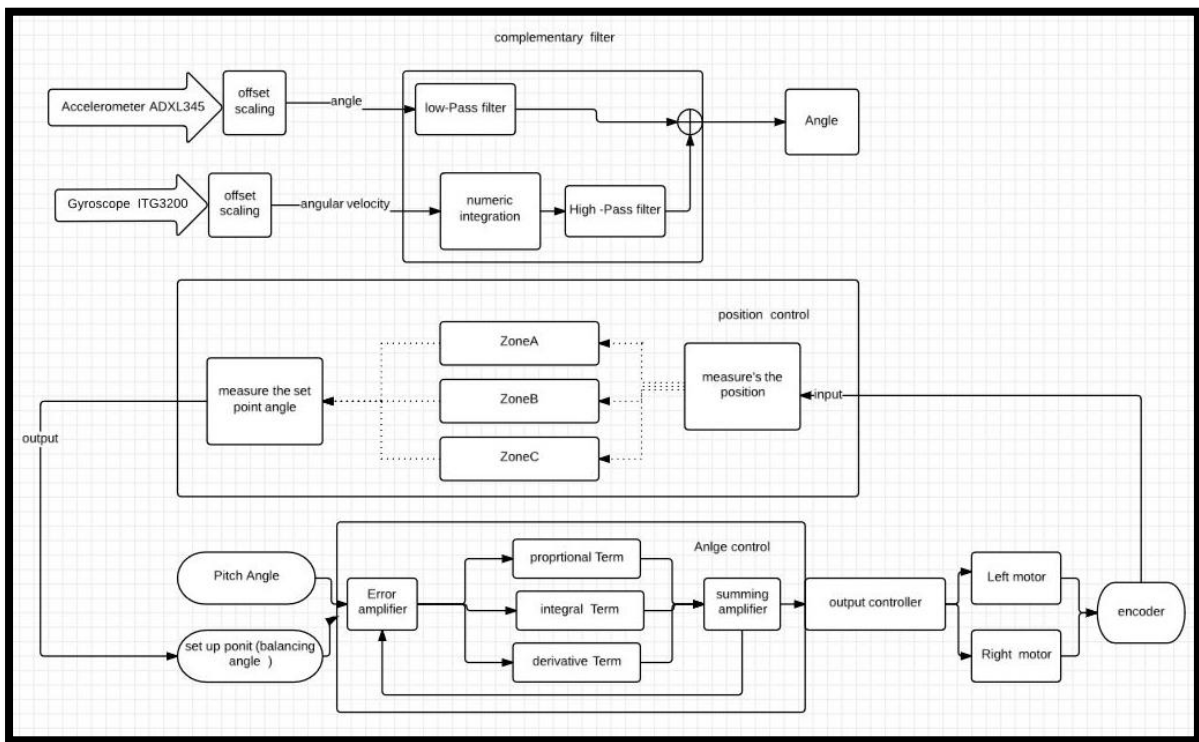 complementary filter
Accelerometer ADXL345
offset
scaling
angle
low-Pass filter
Angle
Gyroscope ITG3200
offset
scaling
angular velocity
numeric
integration
High -Pass filter
position control
ZoneA
measure the set
point angle
ZoneB
measure's the
position
input
output
ZoneC
Anlge control
Pitch Angle
Error
amplifier
proprtional Term
integral Term
derivative Term
summing
amplifier
output controller
Left motor
Right motor
encoder
set up ponit (balancing
angle )